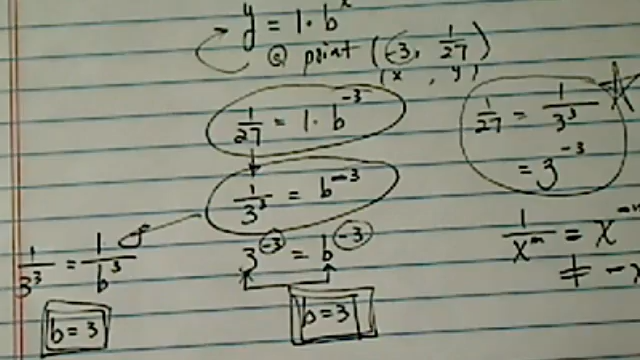 y = 1 · b^x
@ point (-3, 1/27)
(x, y)
1/27 = 1 · b^-3
1/3^3 = b^-3
3^-3 = b^-3
b = 3
1/3^3 = 1/b^3
b = 3
1/27 = 1/3^3
= 3^-3
1/x^m = x^-m
≠ -x